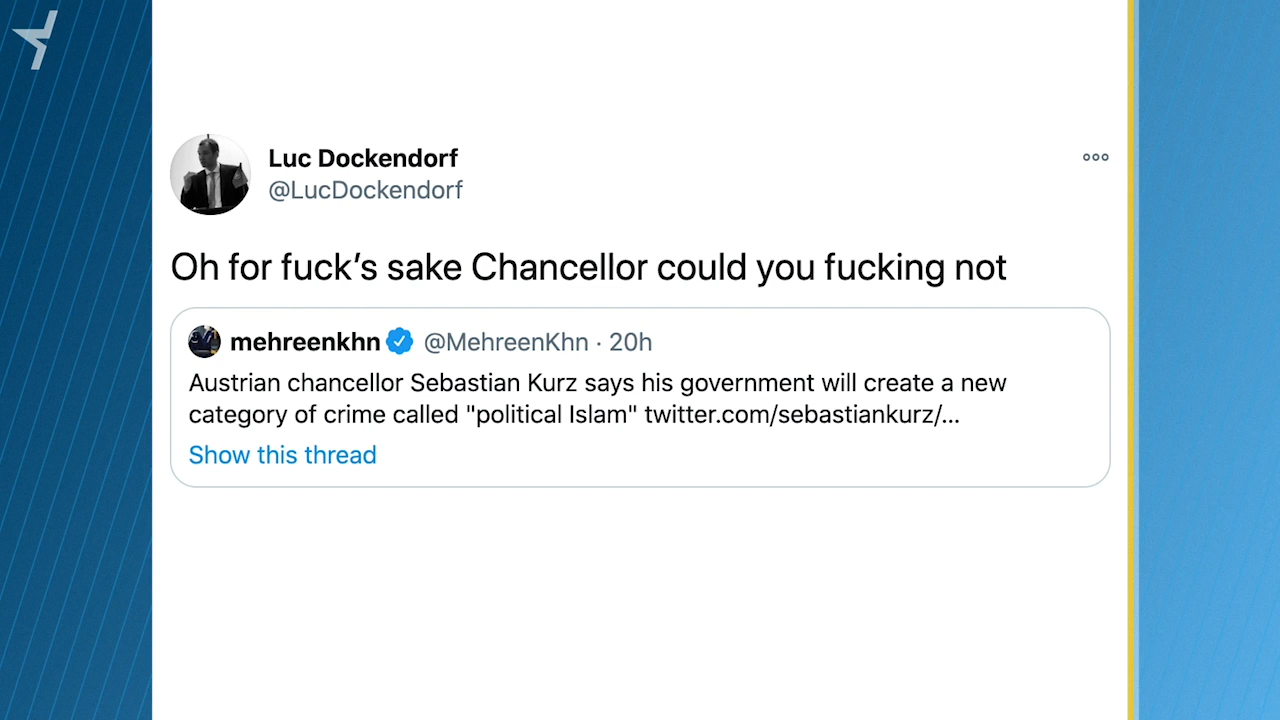 Luc Dockendorf
@LucDockendorf
Oh for fuck’s sake Chancellor could you fucking not
mehreenkhn @MehreenKhn · 20h
Austrian chancellor Sebastian Kurz says his government will create a new
category of crime called "political Islam" twitter.com/sebastiankurz/...
Show this thread